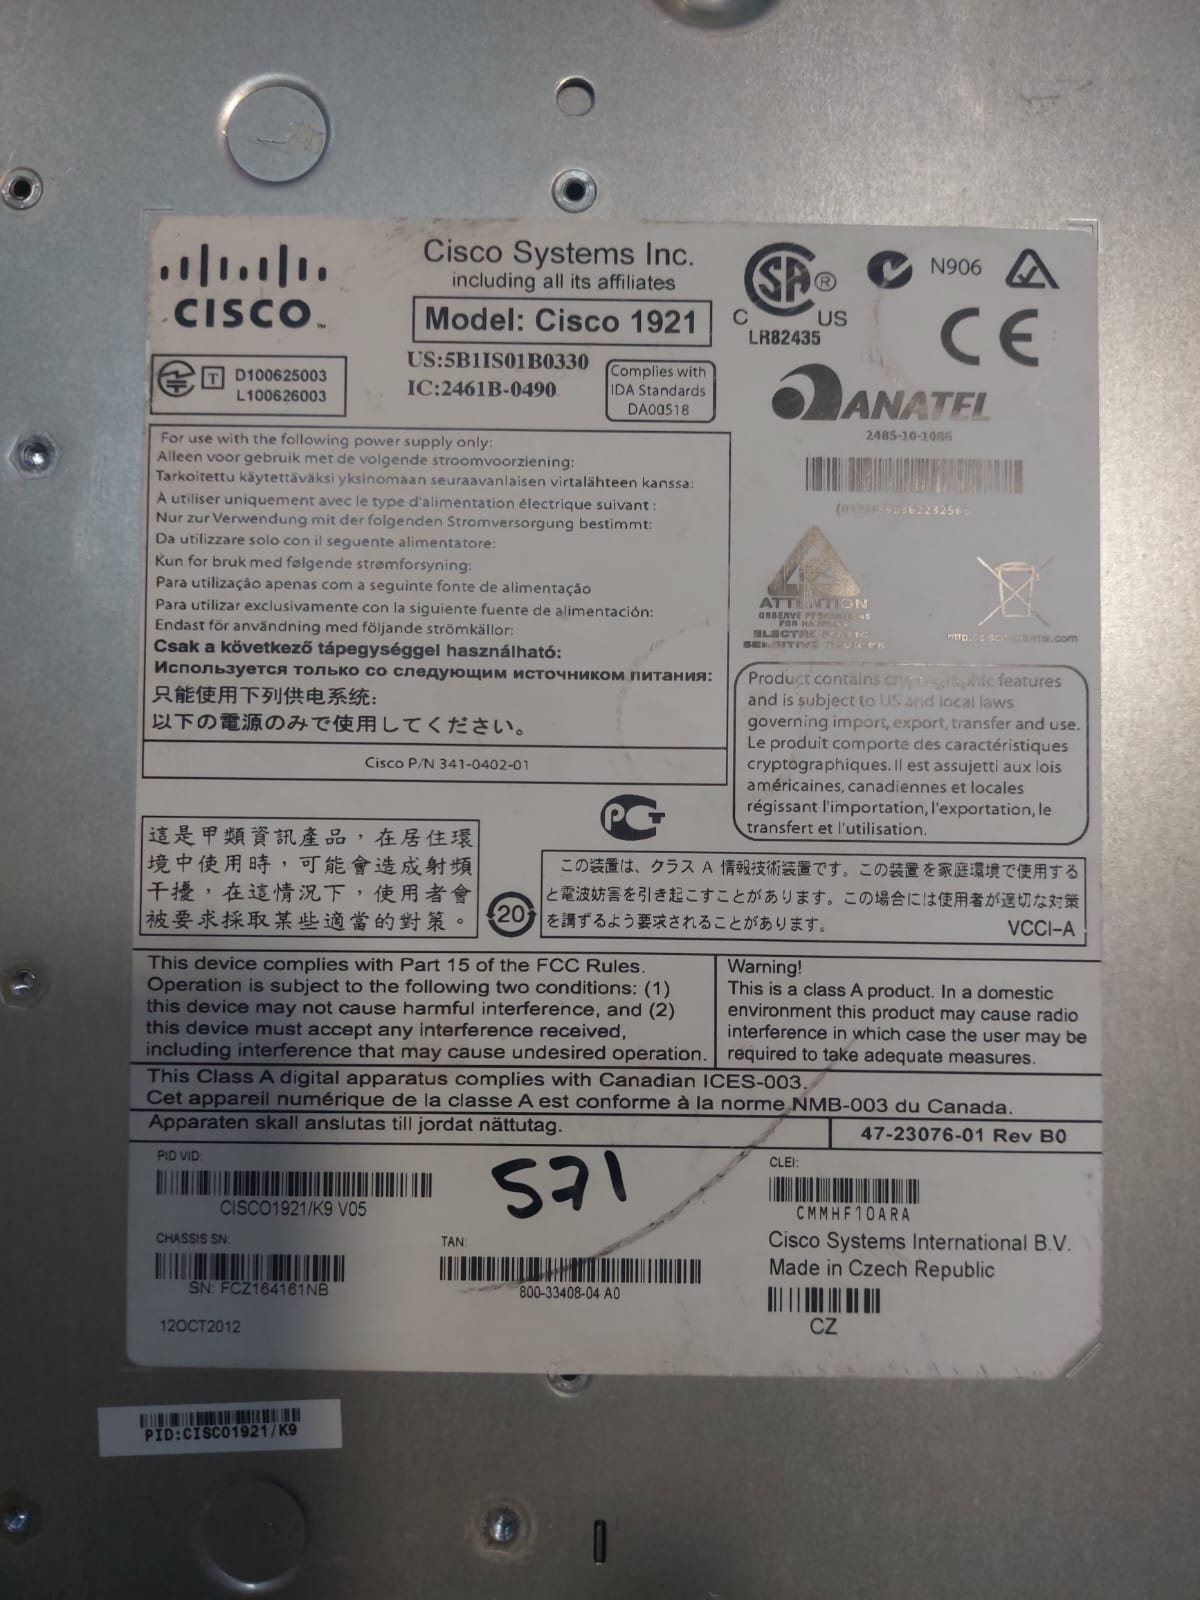 CISCO
Cisco Systems Inc.
including all its affiliates
Model: Cisco 1921
US:5B1IS01B0330
IC:2461B-0490
Complies with
IDA Standards
DA00518
T D100625003
L100626003
SA ®
C US
LR82435
N906
CE
ANATEL
2485-10-1086
For use with the following power supply only:
Alleen voor gebruik met de volgende stroomvoorziening:
Tarkoitettu käytettäväksi yksinomaan seuraavanlaisen virtalähteen kanssa:
À utiliser uniquement avec le type d'alimentation électrique suivant :
Nur zur Verwendung mit der folgenden Stromversorgung bestimmt:
Da utilizzare solo con il seguente alimentatore:
Kun for bruk med følgende strømforsyning:
Para utilização apenas com a seguinte fonte de alimentação
Para utilizar exclusivamente con la siguiente fuente de alimentación:
Endast för användning med följande strömkällor:
Csak a következő tápegységgel használható:
Используется только со следующим источником питания:
只能使用下列供电系统:
以下の電源のみで使用してください。
Cisco P/N 341-0402-01
ATTENTION
OBSERVE PRECAUTIONS
FOR HANDLING
ELECTROSTATIC
SENSITIVE DEVICES
Product contains cryptographic features
and is subject to US and local laws
governing import, export, transfer and use.
Le produit comporte des caractéristiques
cryptographiques. Il est assujetti aux lois
américaines, canadiennes et locales
régissant l'importation, l'exportation, le
transfert et l'utilisation.
這是甲類資訊產品，在居住環
境中使用時，可能會造成射頻
干擾，在這情況下，使用者會
被要求採取某些適當的對策。
20
この装置は、クラス A 情報技術装置です。この装置を家庭環境で使用する
と電波妨害を引き起こすことがあります。この場合には使用者が適切な対策
を講ずるよう要求されることがあります。
VCCI-A
This device complies with Part 15 of the FCC Rules.
Operation is subject to the following two conditions: (1)
this device may not cause harmful interference, and (2)
this device must accept any interference received,
including interference that may cause undesired operation.
Warning!
This is a class A product. In a domestic
environment this product may cause radio
interference in which case the user may be
required to take adequate measures.
This Class A digital apparatus complies with Canadian ICES-003.
Cet appareil numérique de la classe A est conforme à la norme NMB-003 du Canada.
Apparaten skall anslutas till jordat nättutag.
47-23076-01 Rev B0
PID VID:
CISCO1921/K9 V05
571
CLEI:
CMMHF10ARA
CHASSIS SN:
SN: FCZ164161NB
TAN:
800-33408-04 A0
Cisco Systems International B.V.
Made in Czech Republic
CZ
12OCT2012
PID:CISCO1921/K9